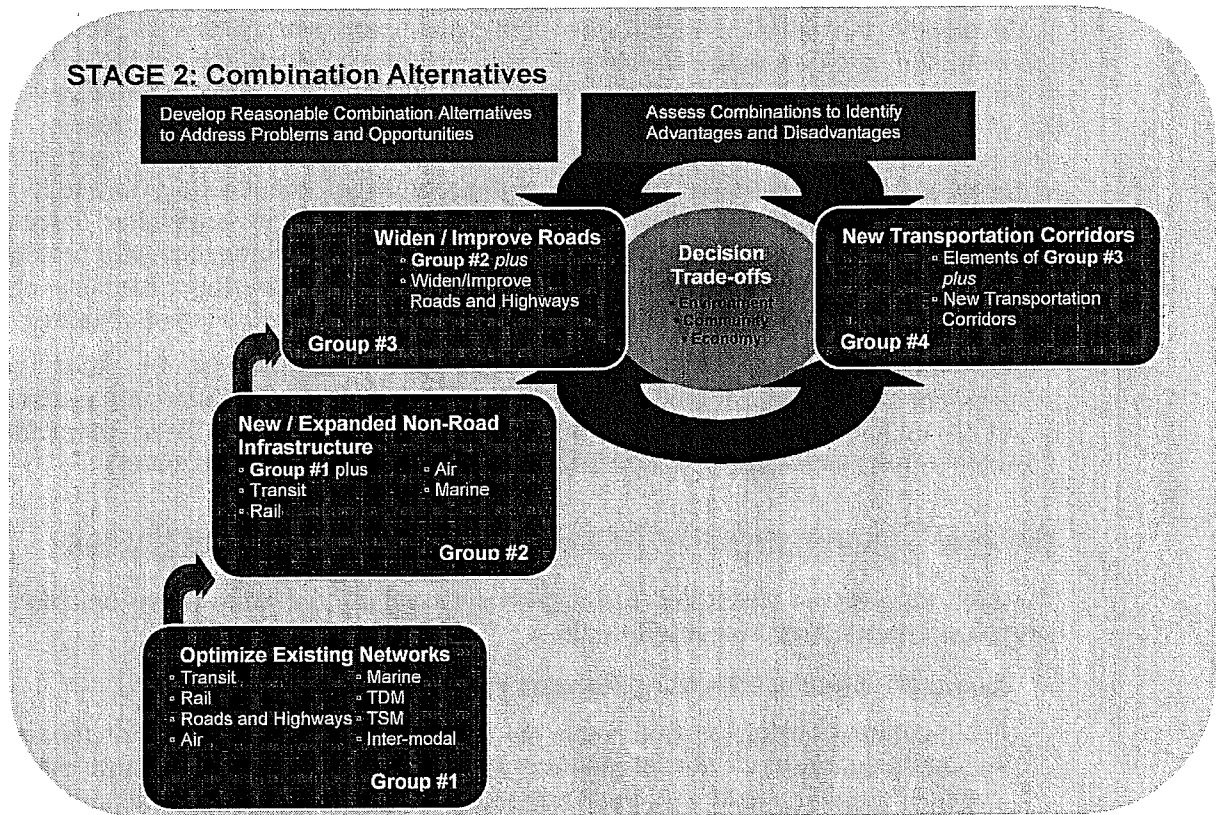 STAGE 2: Combination Alternatives
Develop Reasonable Combination Alternatives
to Address Problems and Opportunities
Assess Combinations to Identify
Advantages and Disadvantages
Widen / Improve Roads
▫ Group #2 plus
▫ Widen/Improve
Roads and Highways
Group #3
Decision
Trade-offs
• Environment
• Community
• Economy
New Transportation Corridors
▫ Elements of Group #3
plus
▫ New Transportation
Corridors
Group #4
New / Expanded Non-Road
Infrastructure
▫ Group #1 plus
▫ Transit
▫ Rail
▫ Air
▫ Marine
Group #2
Optimize Existing Networks
▫ Transit
▫ Rail
▫ Roads and Highways
▫ Air
▫ Marine
▫ TDM
▫ TSM
▫ Inter-modal
Group #1